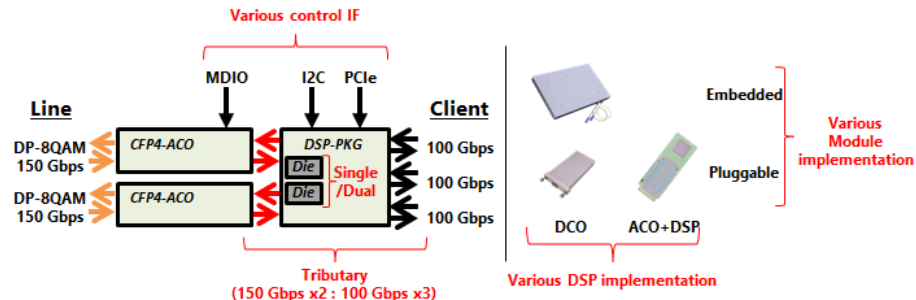 Various control IF
MDIO
I2C
PCIe
Line
Client
DP-8QAM
150 Gbps
CFP4-ACO
DSP-PKG
Die
Single
/Dual
Die
100 Gbps
100 Gbps
100 Gbps
DP-8QAM
150 Gbps
CFP4-ACO
Tributary
(150 Gbps x2 : 100 Gbps x3)
Embedded
Pluggable
Various
Module
implementation
DCO
ACO+DSP
Various DSP implementation